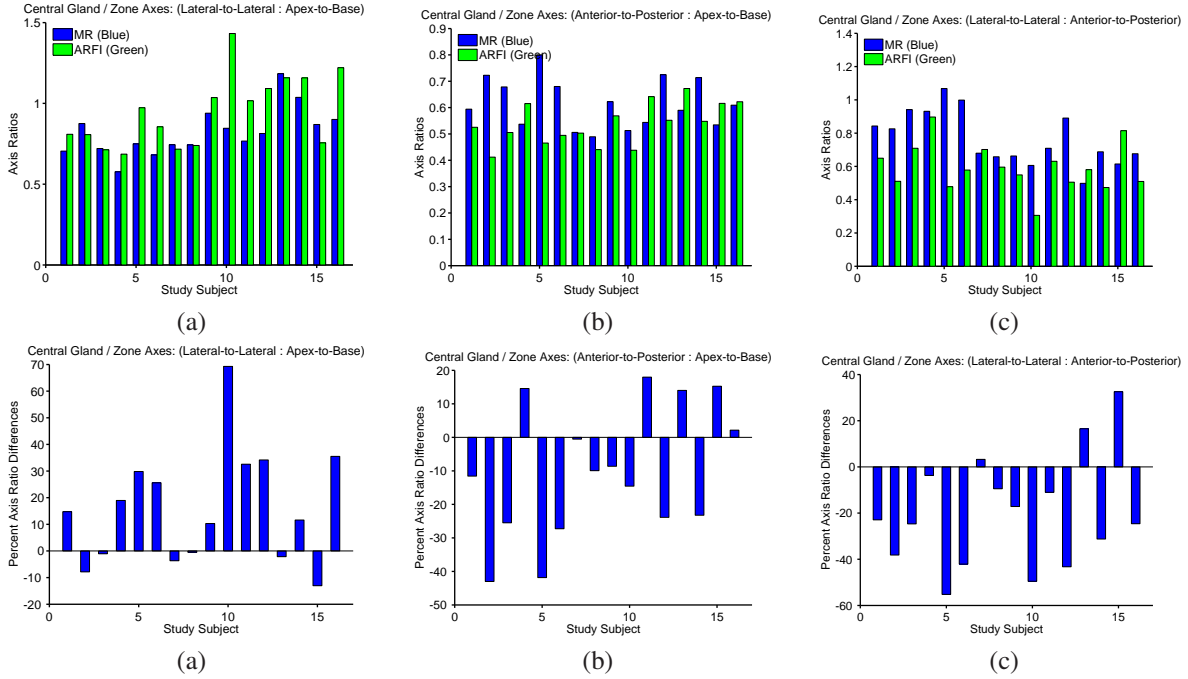 Central Gland / Zone Axes: (Lateral-to-Lateral : Apex-to-Base)
1.5
1
0.5
0
Axis Ratios
MR (Blue)
ARFI (Green)
0 5 10 15
Study Subject
(a)
Central Gland / Zone Axes: (Anterior-to-Posterior : Apex-to-Base)
0.9
0.8
0.7
0.6
0.5
0.4
0.3
0.2
0.1
0
Axis Ratios
MR (Blue)
ARFI (Green)
0 5 10 15
Study Subject
(b)
Central Gland / Zone Axes: (Lateral-to-Lateral : Anterior-to-Posterior)
1.4
1.2
1
0.8
0.6
0.4
0.2
0
Axis Ratios
MR (Blue)
ARFI (Green)
0 5 10 15
Study Subject
(c)
Central Gland / Zone Axes: (Lateral-to-Lateral : Apex-to-Base)
70
60
50
40
30
20
10
0
-10
-20
Percent Axis Ratio Differences
0 5 10 15
Study Subject
(a)
Central Gland / Zone Axes: (Anterior-to-Posterior : Apex-to-Base)
20
10
0
-10
-20
-30
-40
-50
Percent Axis Ratio Differences
0 5 10 15
Study Subject
(b)
Central Gland / Zone Axes: (Lateral-to-Lateral : Anterior-to-Posterior)
40
20
0
-20
-40
-60
Percent Axis Ratio Differences
0 5 10 15
Study Subject
(c)